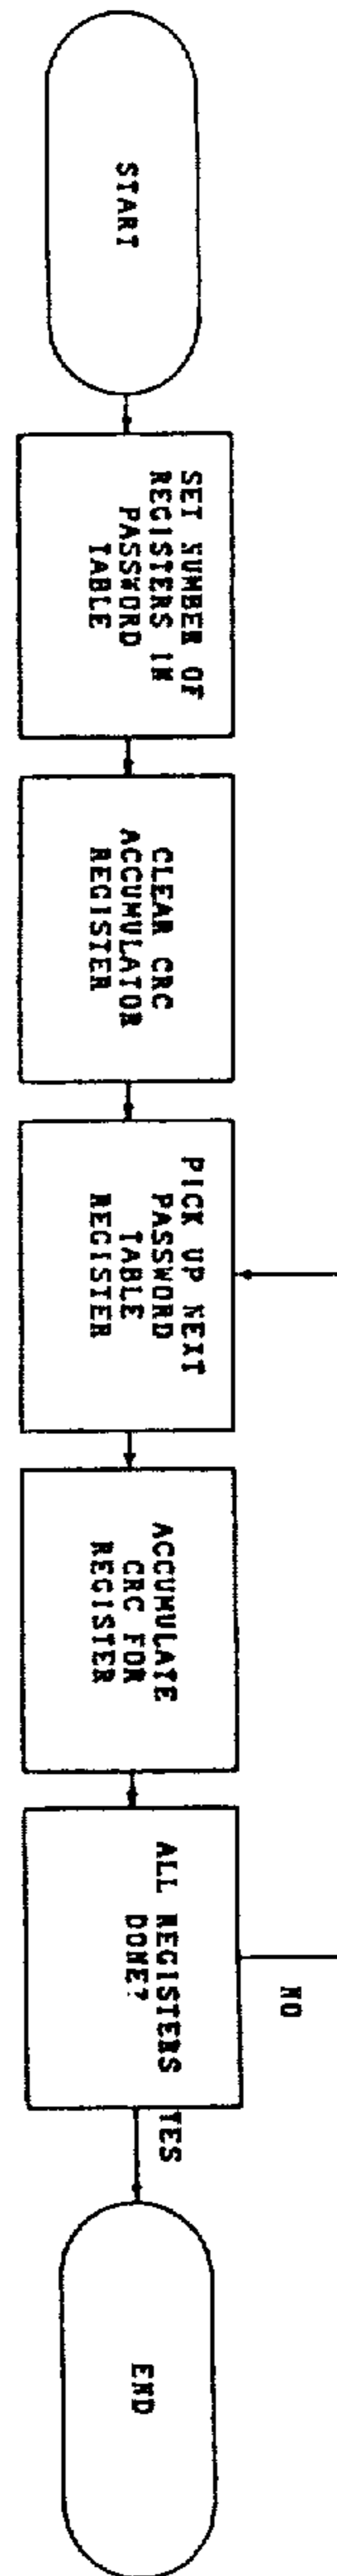 START
SET NUMBER OF
REGISTERS IN
PASSWORD
TABLE
CLEAR CRC
ACCUMULATOR
REGISTER
PICK UP NEXT
PASSWORD
TABLE
REGISTER
ACCUMULATE
CRC FOR
REGISTER
ALL REGISTERS
DONE?
NO
YES
END